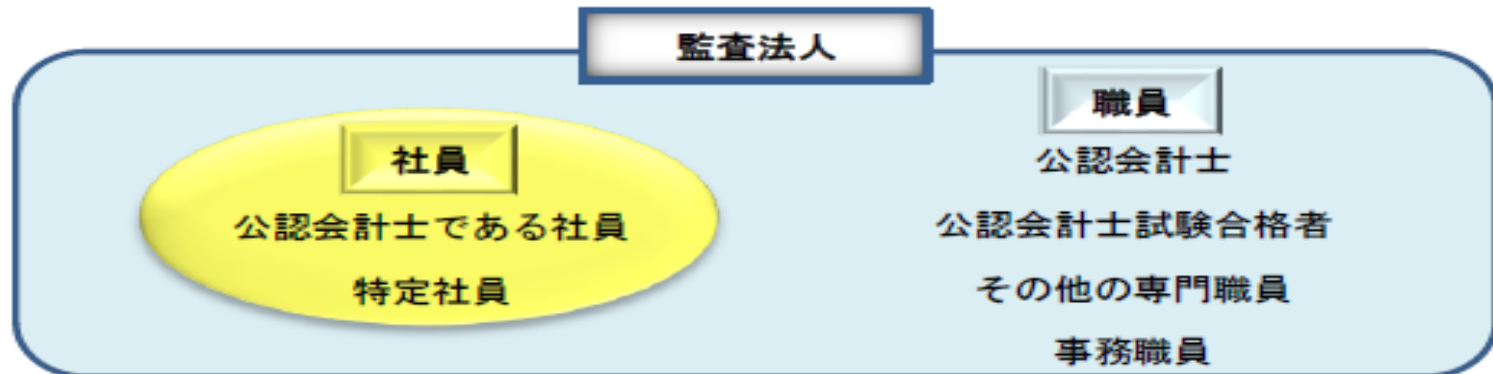 監査法人
社員
公認会計士である社員
特定社員
職員
公認会計士
公認会計士試験合格者
その他の専門職員
事務職員